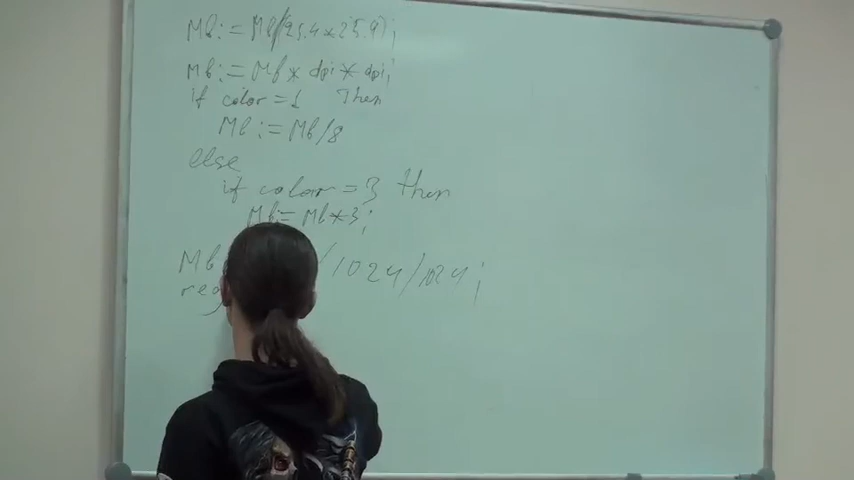 Mb:= Mb/(25.4*25.4);
Mb:= Mb* dpi* dpi;
if color=1 Then
Mb:= Mb/8
else
if color=3 then
Mb:= Mb*3;
Mb /1024/1024;